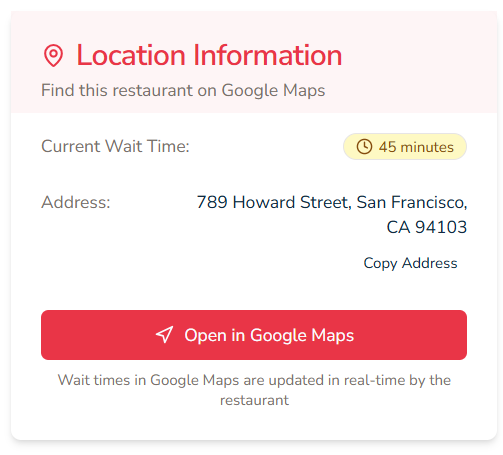 Location Information
Find this restaurant on Google Maps
Current Wait Time:
45 minutes
Address:
789 Howard Street, San Francisco,
CA 94103
Copy Address
Open in Google Maps
Wait times in Google Maps are updated in real-time by the
restaurant